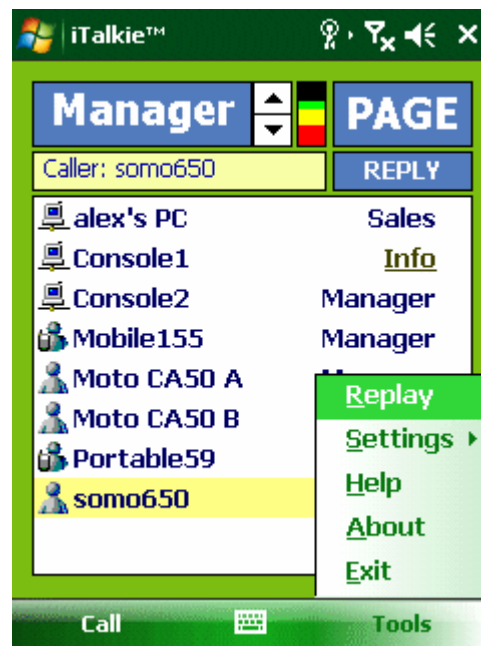 iTalkie™
Manager PAGE
Caller: somo650 REPLY
alex's PC Sales
Console1 Info
Console2 Manager
Mobile155 Manager
Moto CA50 A
Moto CA50 B
Portable59
somo650
Replay
Settings
Help
About
Exit
Call Tools